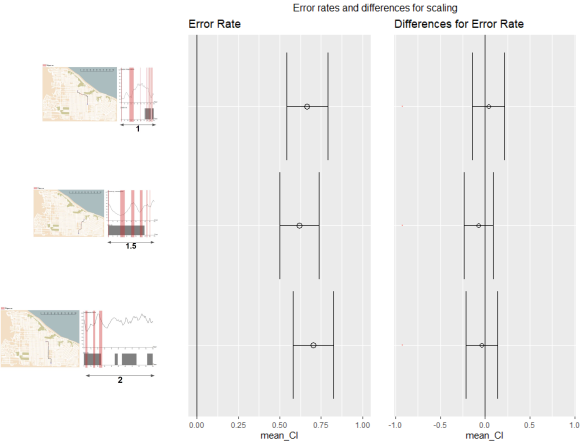 Error rates and differences for scaling
Error Rate
Differences for Error Rate
1
1.5
2
0.00 0.25 0.50 0.75 1.00
-1.0 -0.5 0.0 0.5 1.0
mean_CI
mean_CI